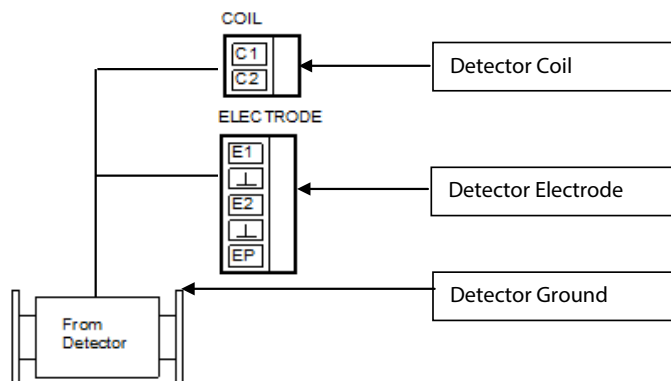 COIL
C1
C2
Detector Coil
ELECTRODE
E1
⊥
E2
⊥
EP
Detector Electrode
Detector Ground
From
Detector